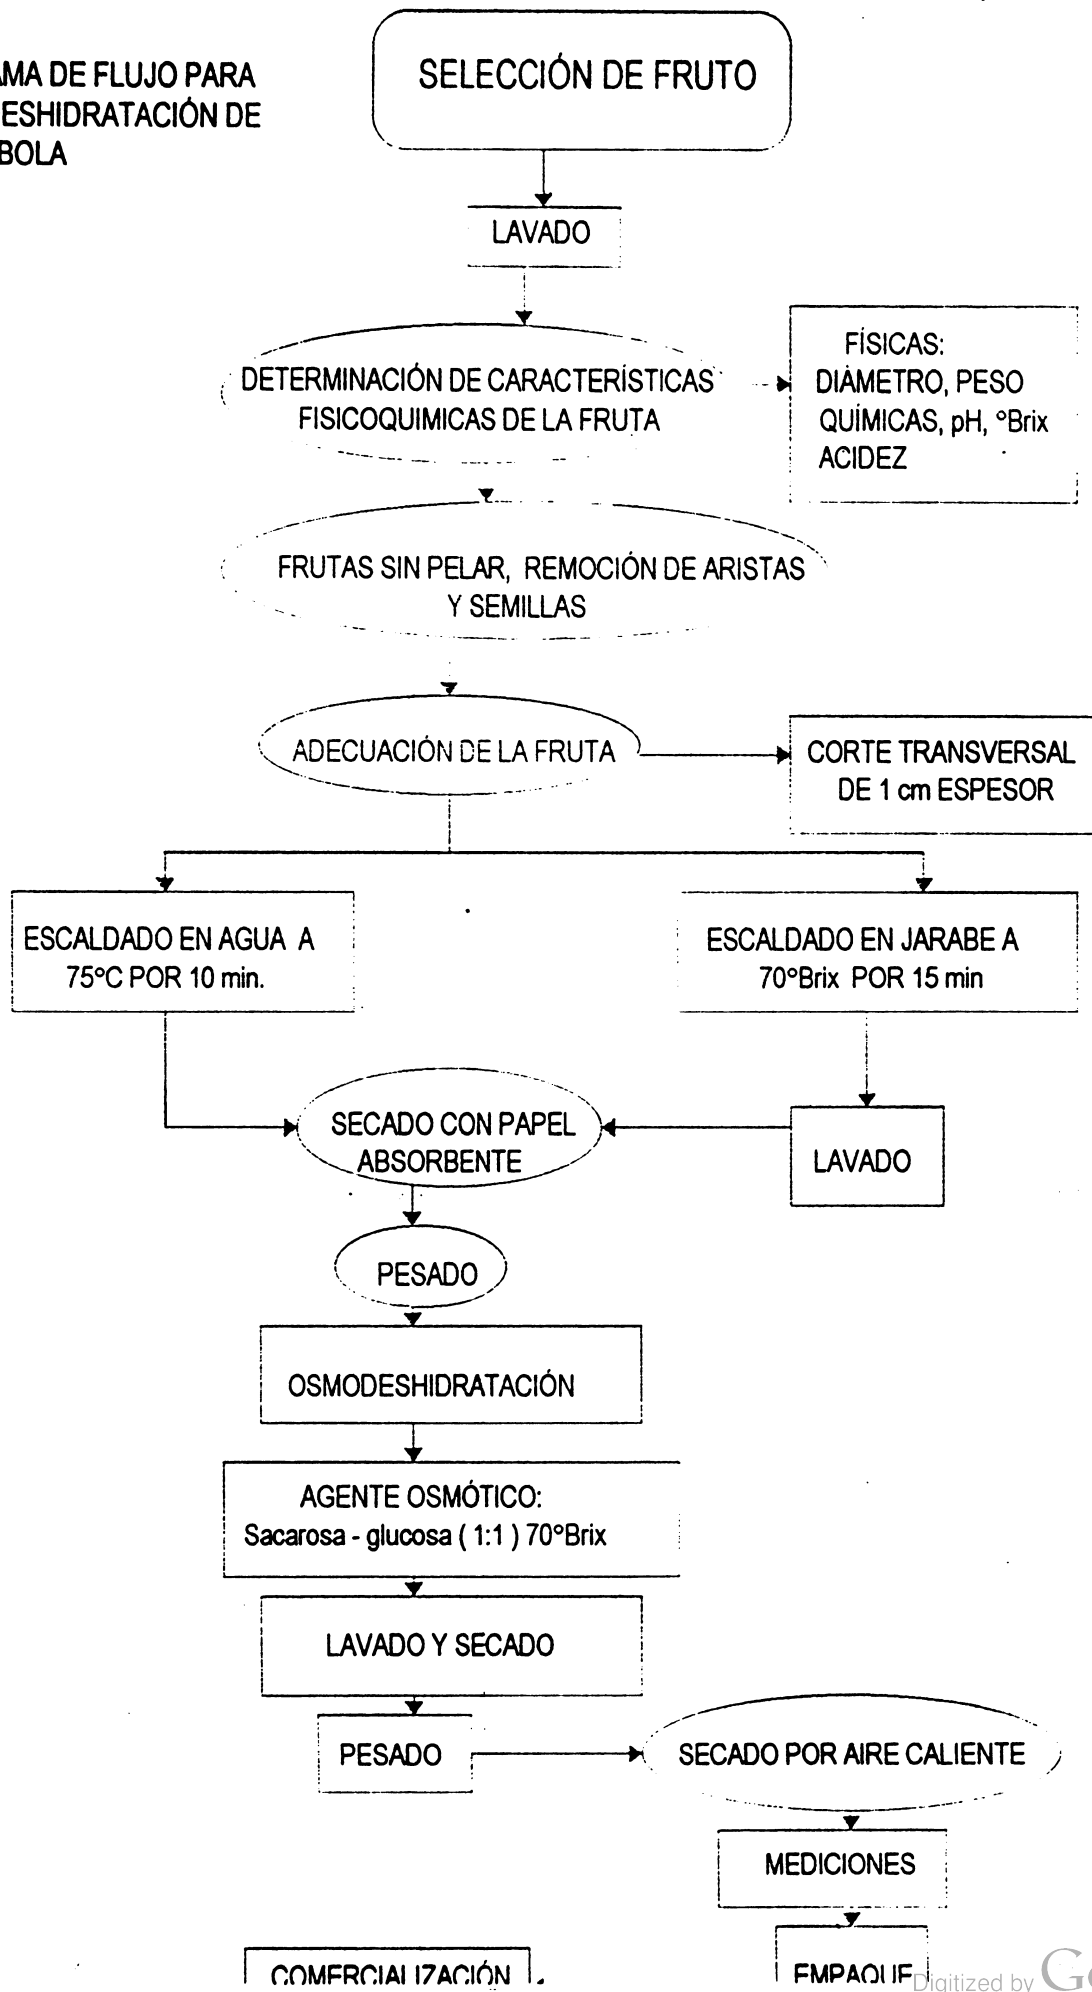 AMA DE FLUJO PARA
ESHIDRATACIÓN DE
BOLA
SELECCIÓN DE FRUTO
LAVADO
DETERMINACIÓN DE CARACTERÍSTICAS
FISICOQUIMICAS DE LA FRUTA
FÍSICAS:
DIÁMETRO, PESO
QUÍMICAS, pH, °Brix
ACIDEZ
FRUTAS SIN PELAR, REMOCIÓN DE ARISTAS
Y SEMILLAS
ADECUACIÓN DE LA FRUTA
CORTE TRANSVERSAL
DE 1 cm ESPESOR
ESCALDADO EN AGUA A
75°C POR 10 min.
ESCALDADO EN JARABE A
70°Brix POR 15 min
SECADO CON PAPEL
ABSORBENTE
LAVADO
PESADO
OSMODESHIDRATACIÓN
AGENTE OSMÓTICO:
Sacarosa - glucosa ( 1:1 ) 70°Brix
LAVADO Y SECADO
PESADO
SECADO POR AIRE CALIENTE
MEDICIONES
EMPAQUE
COMERCIALIZACIÓN
Digitized by Go